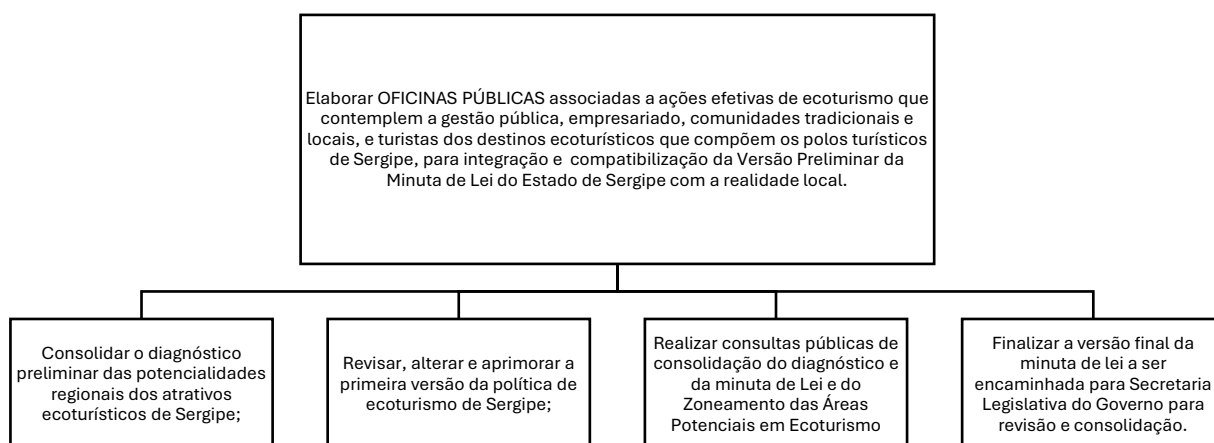 Elaborar OFICINAS PÚBLICAS associadas a ações efetivas de ecoturismo que
contemplem a gestão pública, empresariado, comunidades tradicionais e
locais, e turistas dos destinos ecoturísticos que compõem os polos turísticos
de Sergipe, para integração e compatibilização da Versão Preliminar da
Minuta de Lei do Estado de Sergipe com a realidade local.
Consolidar o diagnóstico
preliminar das potencialidades
regionais dos atrativos
ecoturísticos de Sergipe;
Revisar, alterar e aprimorar a
primeira versão da política de
ecoturismo de Sergipe;
Realizar consultas públicas de
consolidação do diagnóstico e
da minuta de Lei e do
Zoneamento das Áreas
Potenciais em Ecoturismo
Finalizar a versão final da
minuta de lei a ser
encaminhada para Secretaria
Legislativa do Governo para
revisão e consolidação.